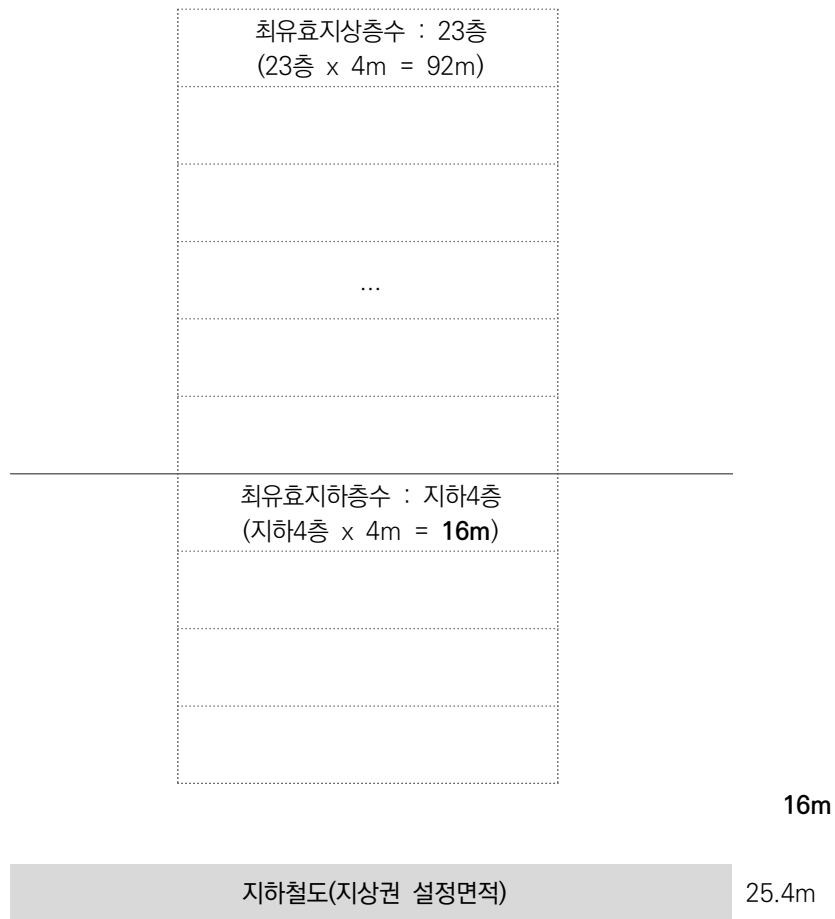 최유효지상층수 : 23층
(23층 x 4m = 92m)
...
최유효지하층수 : 지하4층
(지하4층 x 4m = 16m)
16m
지하철도(지상권 설정면적)
25.4m